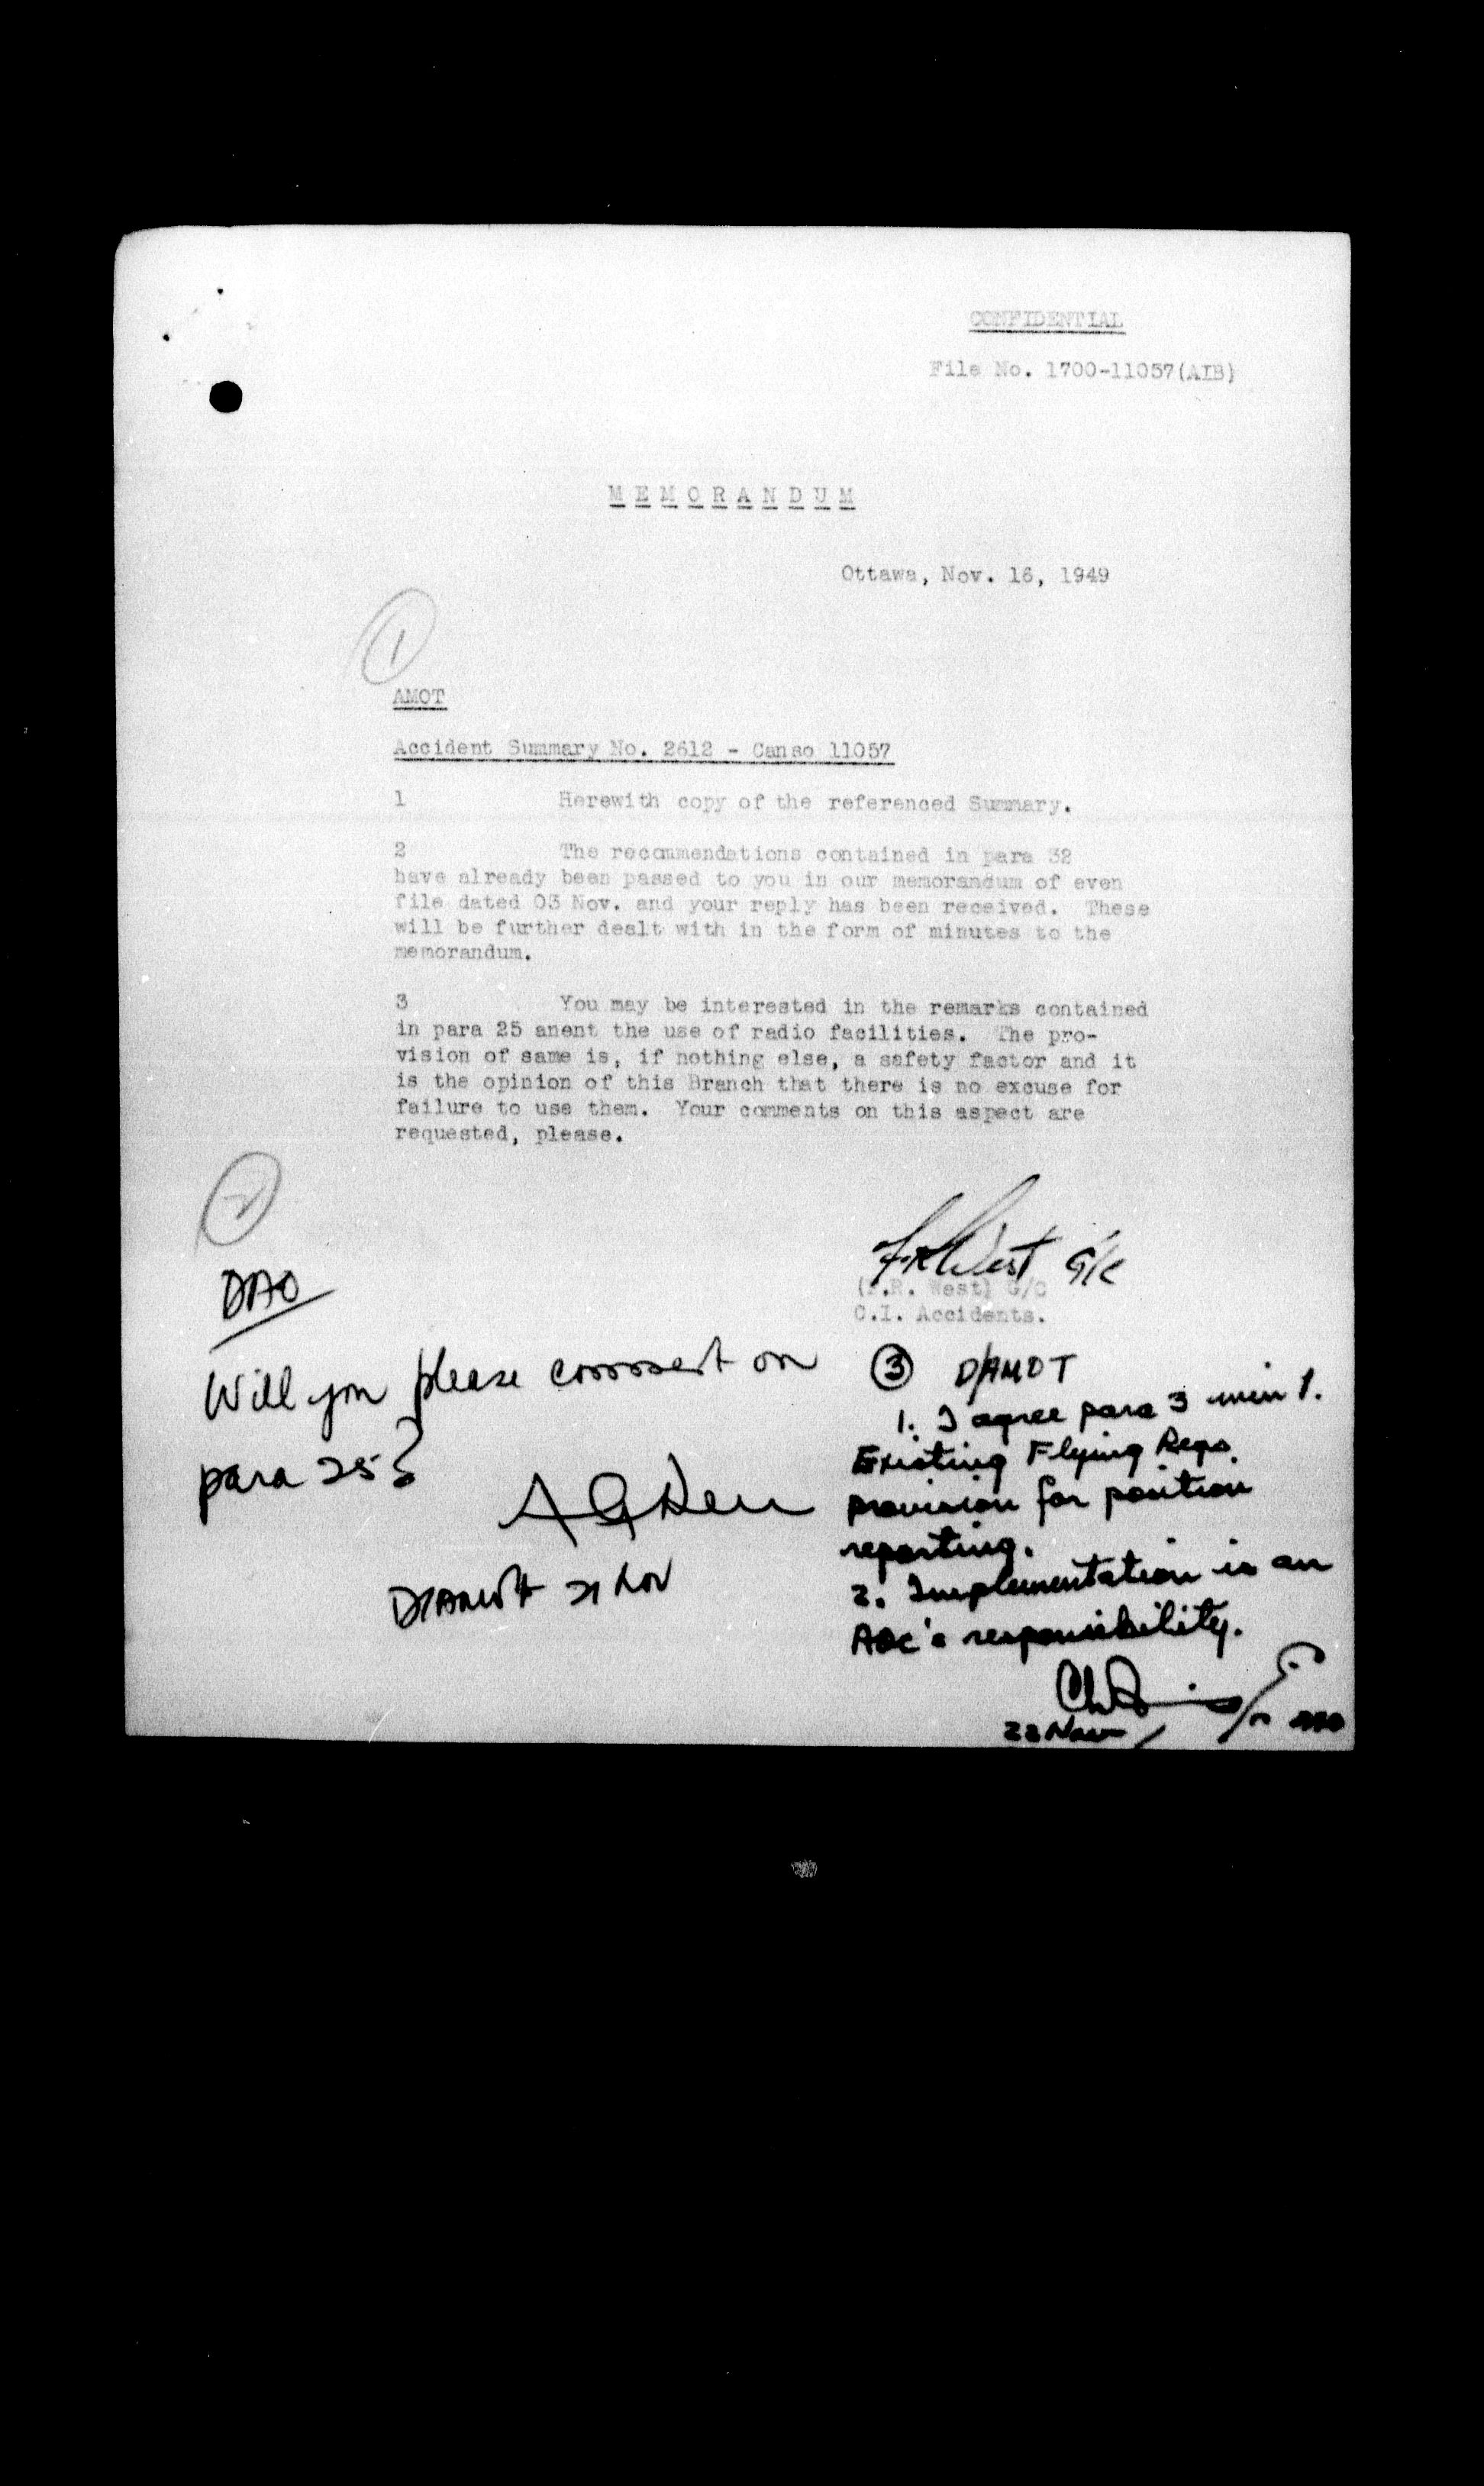 CONFIDENTIAL
File No. 1700-11057(AIB)
M E M O R A N D U M
Ottawa, Nov. 16, 1949
1
AMOT
Accident Summary No. 2612 - Canso 11057
1 Herewith copy of the referenced Summary.
2 The recommendations contained in para 32
have already been passed to you in our memorandum of even
file dated 03 Nov. and your reply has been received. These
will be further dealt with in the form of minutes to the
memorandum.
3 You may be interested in the remarks contained
in para 25 anent the use of radio facilities. The pro-
vision of same is, if nothing else, a safety factor and it
is the opinion of this Branch that there is no excuse for
failure to use them. Your comments on this aspect are
requested, please.
F.R. West G/C
(F.R. West) G/C
C.I. Accidents.
2
DAO
Will you please comment on
para 25?
D/AMOT 21 Nov
3 D/AMOT
1. I agree para 3 min 1.
Existing Flying Regs.
provision for position
reporting.
2. Implementation is an
AOC's responsibility.
22 Nov